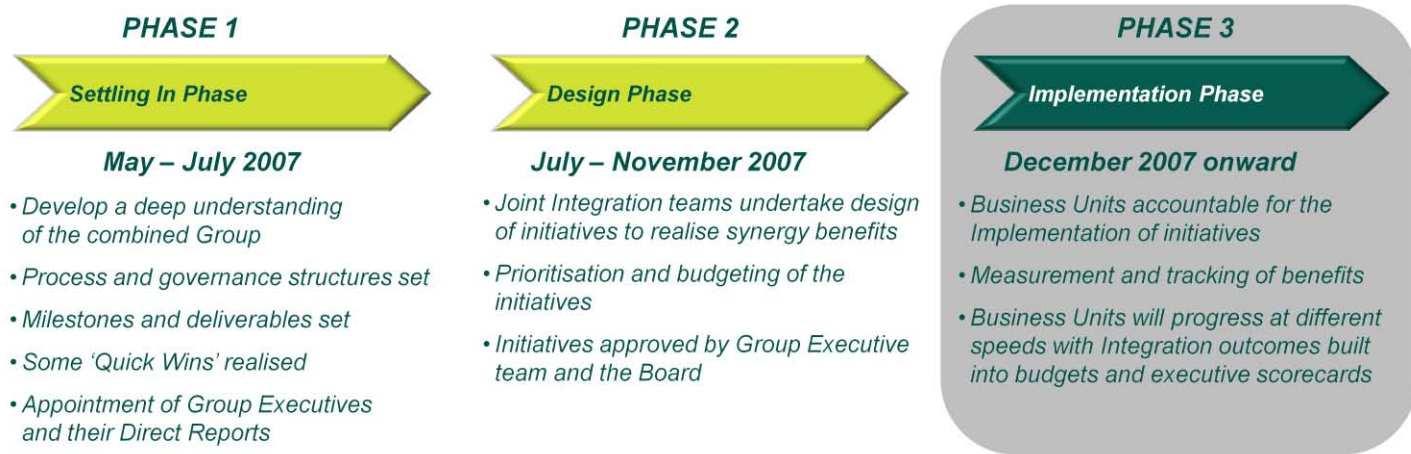 PHASE 1
Settling In Phase
May – July 2007
• Develop a deep understanding
of the combined Group
• Process and governance structures set
• Milestones and deliverables set
• Some ‘Quick Wins’ realised
• Appointment of Group Executives
and their Direct Reports
PHASE 2
Design Phase
July – November 2007
• Joint Integration teams undertake design
of initiatives to realise synergy benefits
• Prioritisation and budgeting of the
initiatives
• Initiatives approved by Group Executive
team and the Board
PHASE 3
Implementation Phase
December 2007 onward
• Business Units accountable for the
Implementation of initiatives
• Measurement and tracking of benefits
• Business Units will progress at different
speeds with Integration outcomes built
into budgets and executive scorecards